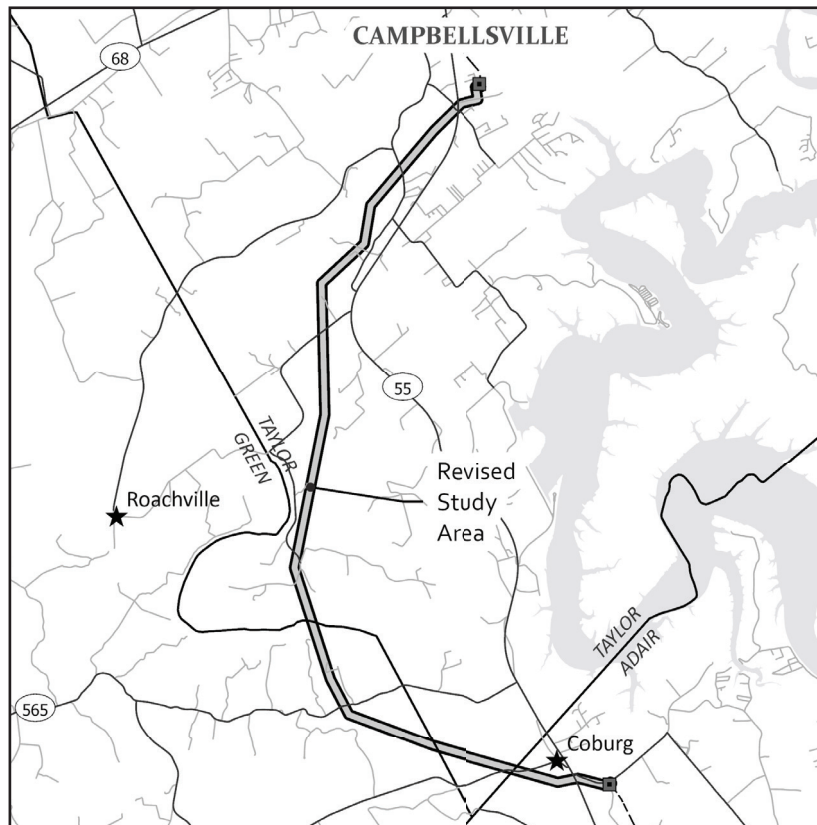 CAMPBELLSVILLE
68
55
TAYLOR
GREEN
Roachville
Revised
Study
Area
TAYLOR
ADAIR
565
Coburg